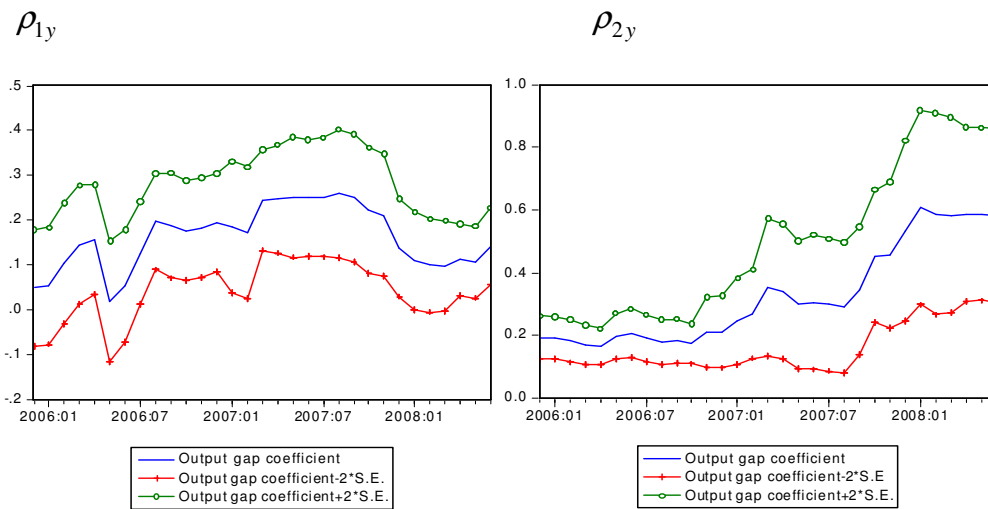 ρ1y
ρ2y
.5
.4
.3
.2
.1
.0
-.1
-.2
2006:01 2006:07 2007:01 2007:07 2008:01
Output gap coefficient
Output gap coefficient-2*S.E.
Output gap coefficient+2*S.E.
1.0
0.8
0.6
0.4
0.2
0.0
2006:01 2006:07 2007:01 2007:07 2008:01
Output gap coefficient
Output gap coefficient-2*S.E
Output gap coefficient+2*S.E.